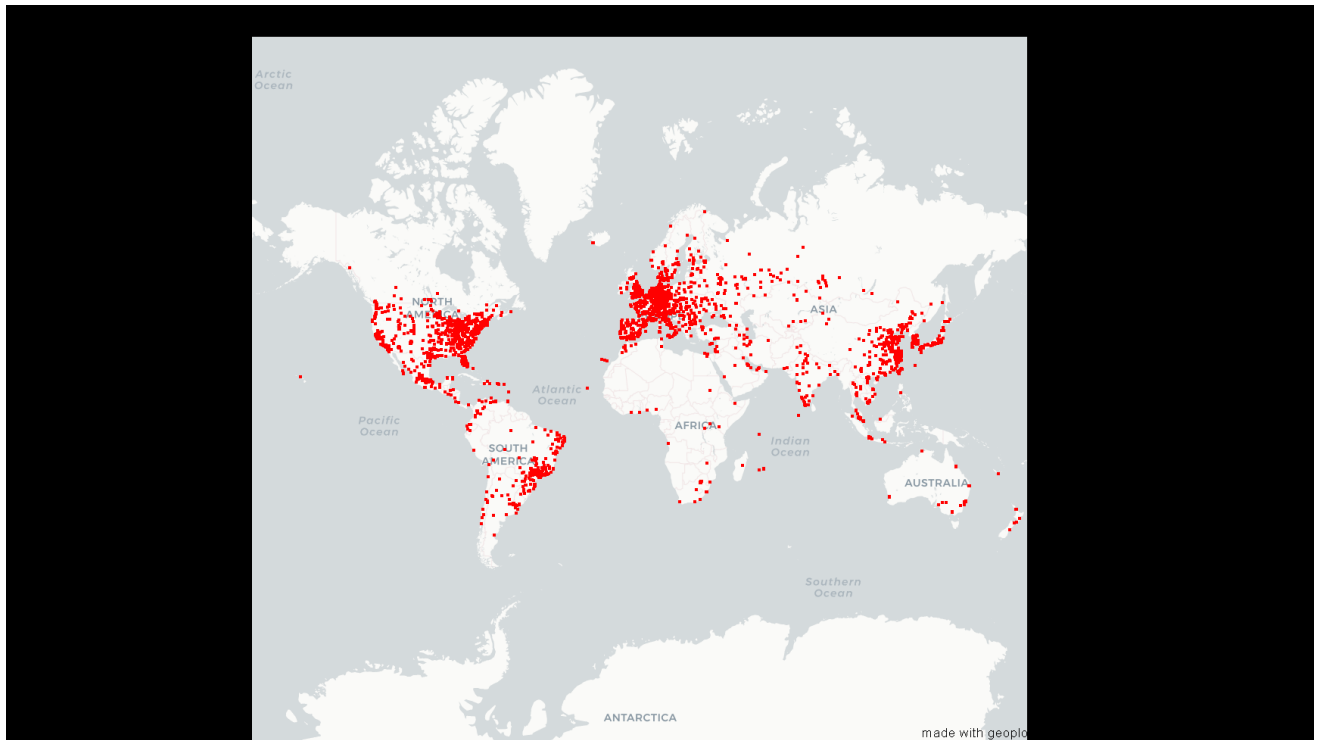 Arctic
Ocean
NORTH
AMERICA
ASIA
Atlantic
Ocean
Pacific
Ocean
AFRICA
Indian
Ocean
SOUTH
AMERICA
AUSTRALIA
Southern
Ocean
ANTARCTICA
made with geoplo